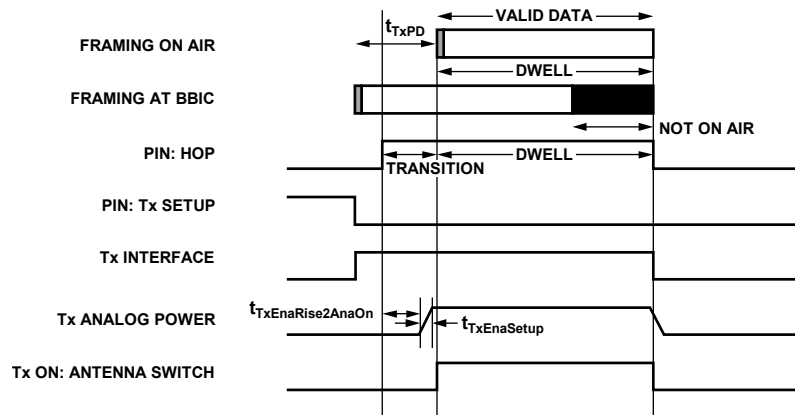 VALID DATA
tTxPD
FRAMING ON AIR
DWELL
FRAMING AT BBIC
NOT ON AIR
PIN: HOP
DWELL
TRANSITION
PIN: Tx SETUP
Tx INTERFACE
tTxEnaRise2AnaOn
Tx ANALOG POWER
tTxEnaSetup
Tx ON: ANTENNA SWITCH